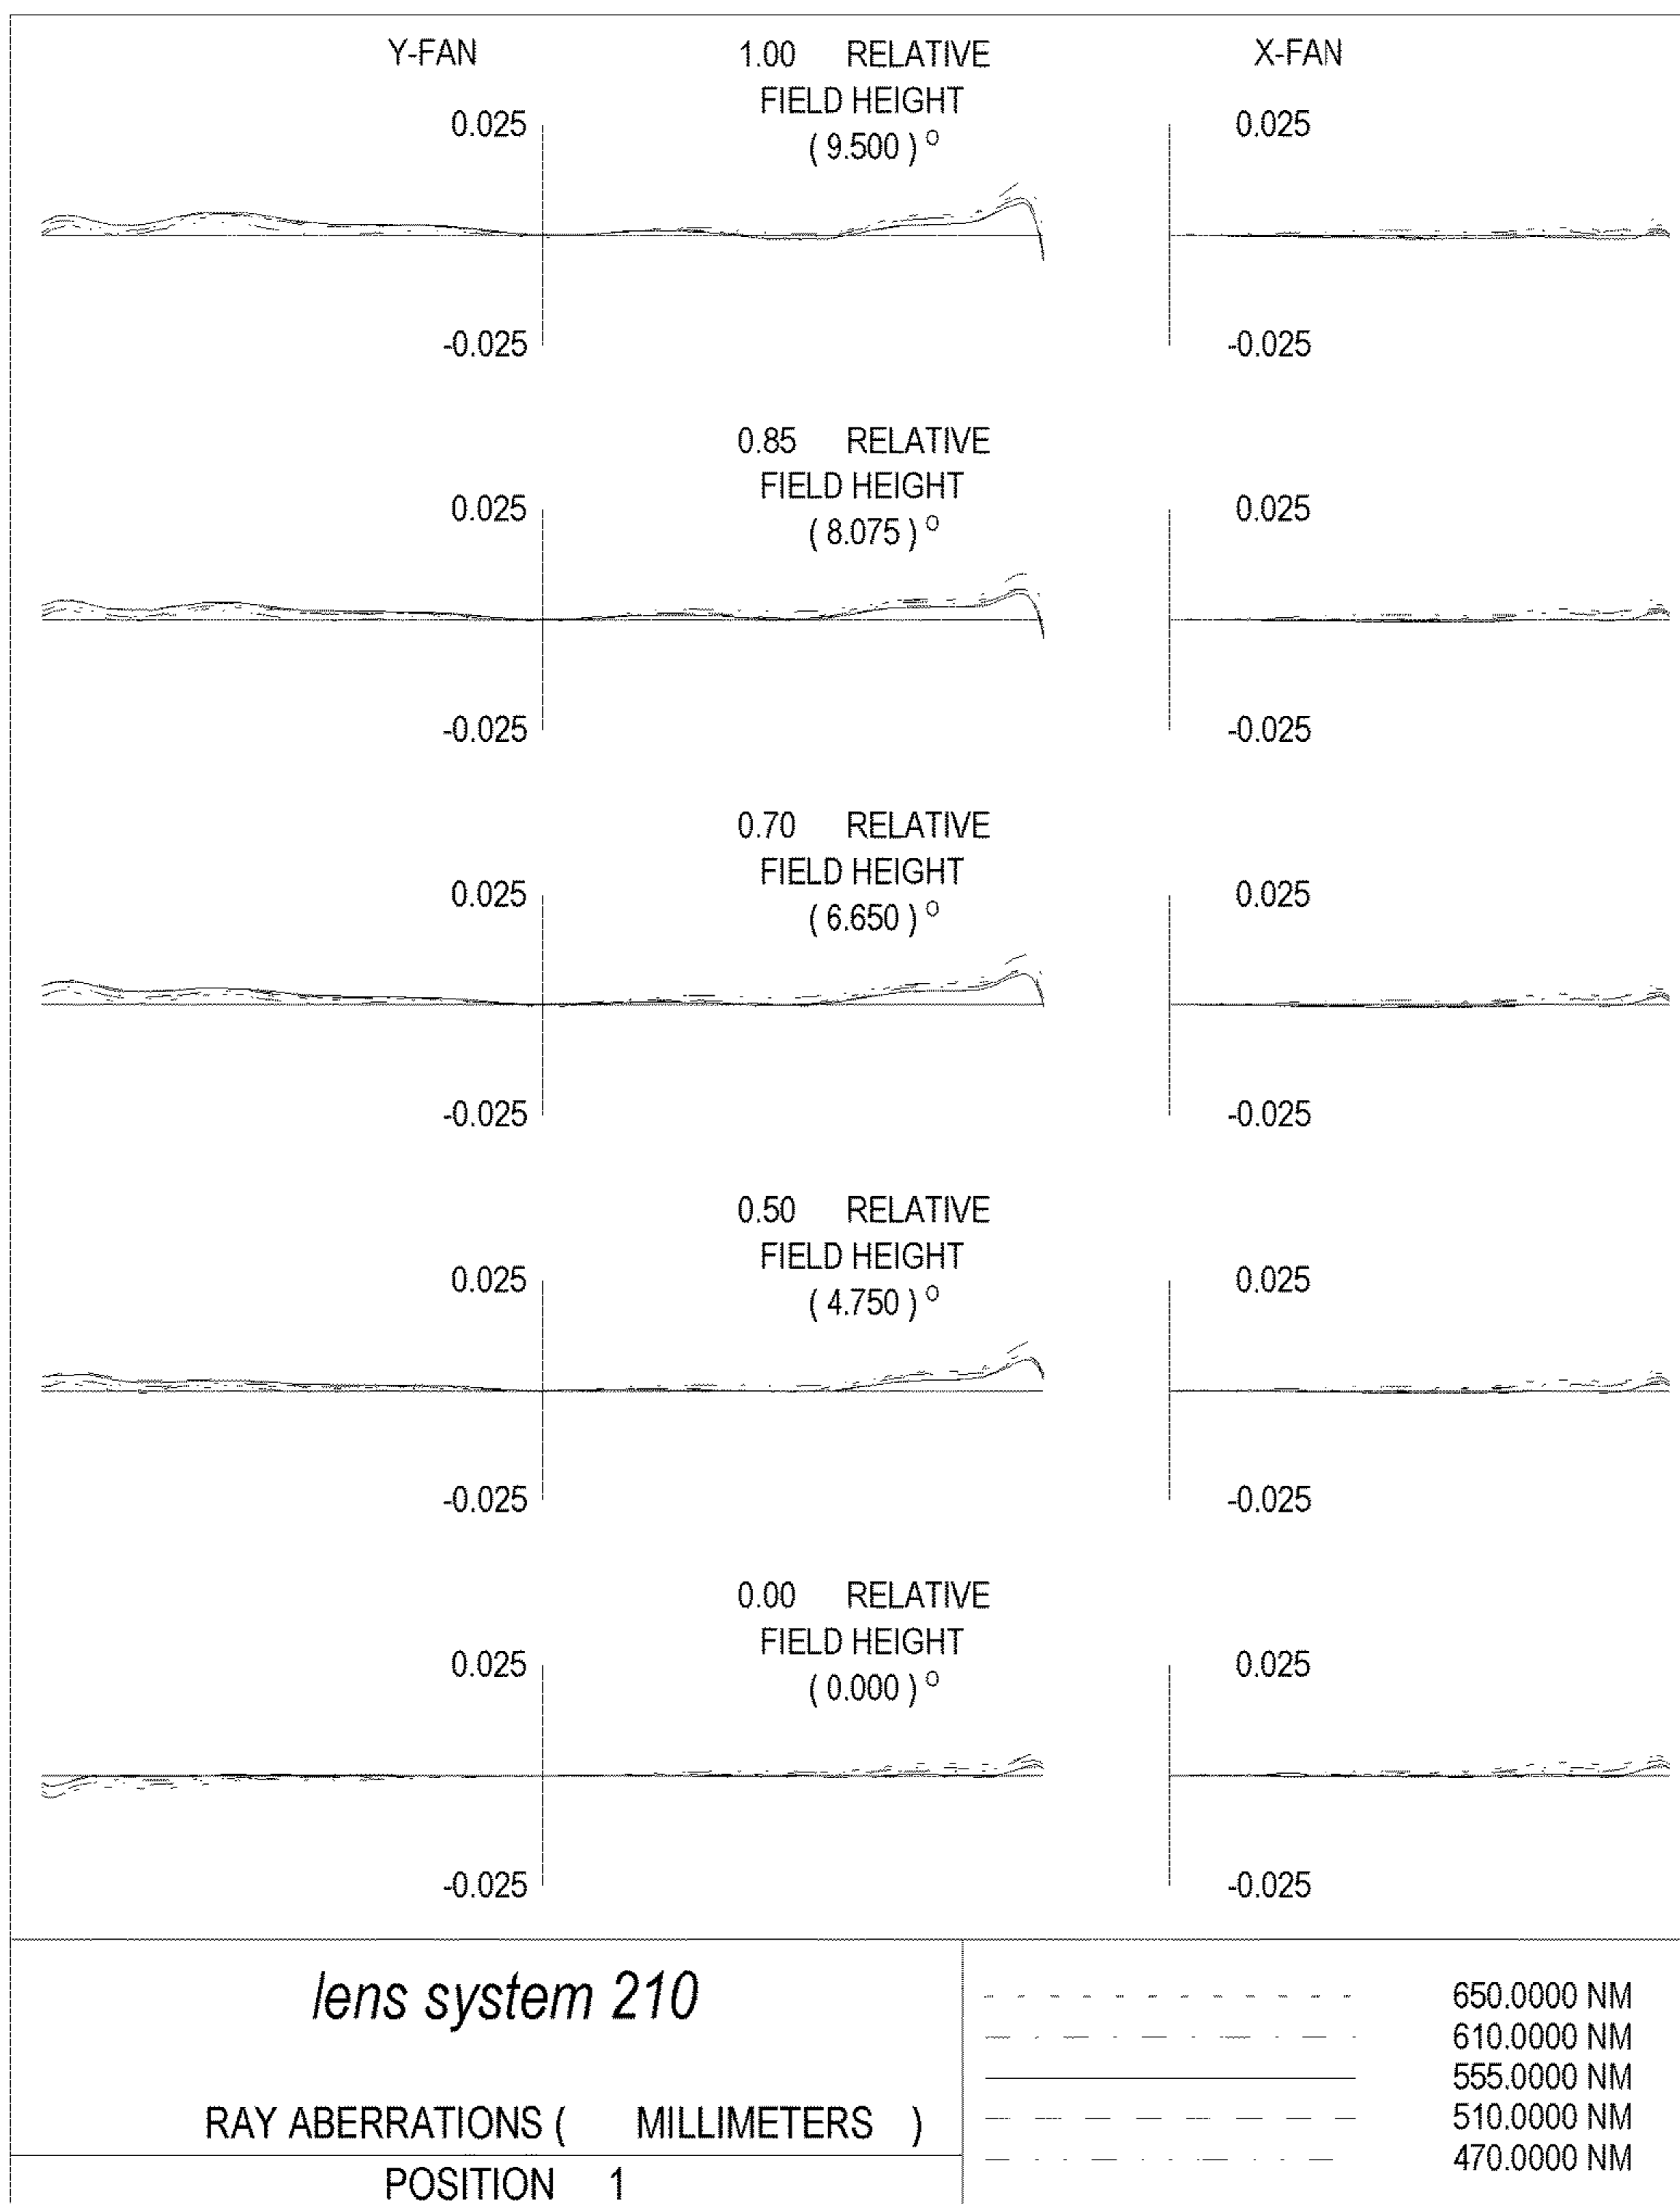 Y-FAN 1.00 RELATIVE X-FAN
FIELD HEIGHT
0.025 ( 9.500 ) O 0.025
-0.025 -0.025
0.85 RELATIVE
FIELD HEIGHT
0.025 ( 8.075 ) O 0.025
-0.025 -0.025
0.70 RELATIVE
FIELD HEIGHT
0.025 ( 6.650 ) O 0.025
-0.025 -0.025
0.50 RELATIVE
FIELD HEIGHT
0.025 ( 4.750 ) O 0.025
-0.025 -0.025
0.00 RELATIVE
FIELD HEIGHT
0.025 ( 0.000 ) O 0.025
-0.025 -0.025
lens system 210
RAY ABERRATIONS ( MILLIMETERS )
POSITION 1
650.0000 NM
610.0000 NM
555.0000 NM
510.0000 NM
470.0000 NM